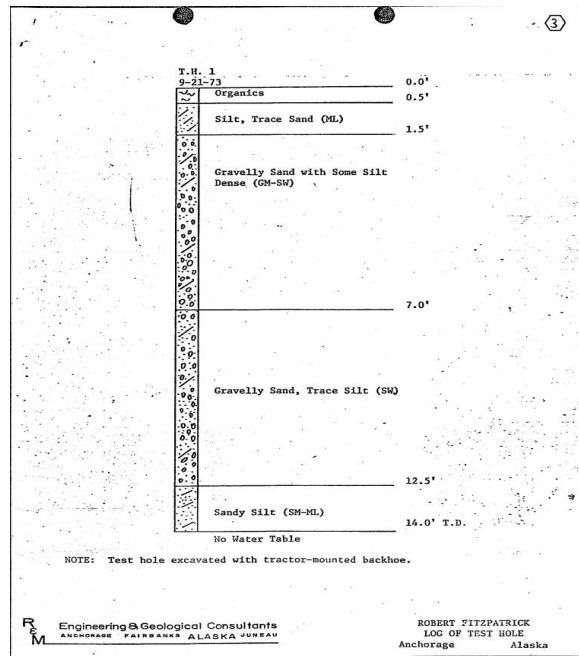 3
T.H. 1
9-21-73
0.0'
Organics
0.5'
Silt, Trace Sand (ML)
1.5'
Gravelly Sand with Some Silt
Dense (GM-SW)
7.0'
Gravelly Sand, Trace Silt (SW)
12.5'
Sandy Silt (SM-ML)
14.0' T.D.
No Water Table
NOTE: Test hole excavated with tractor-mounted backhoe.
R&M Engineering & Geological Consultants
ANCHORAGE FAIRBANKS ALASKA JUNEAU
ROBERT FITZPATRICK
LOG OF TEST HOLE
Anchorage Alaska